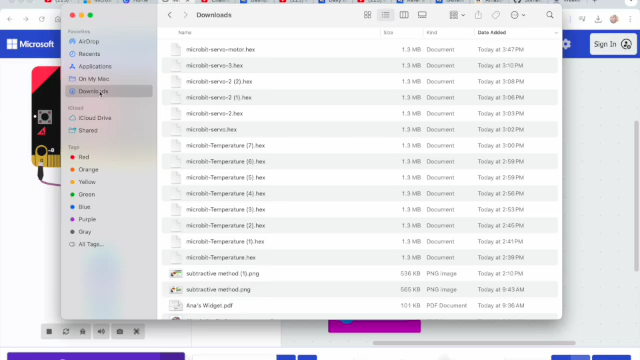 Downloads
Microsoft
Sign In
Favorites
AirDrop
Recents
Applications
On My Mac
Downloads
iCloud
iCloud Drive
Shared
Tags
Red
Orange
Yellow
Green
Blue
Purple
Gray
All Tags...
Name Size Kind Date Added
microbit-servo-motor.hex 1.3 MB Document Today at 3:47 PM
microbit-servo-3.hex 1.3 MB Document Today at 3:10 PM
microbit-servo-2 (2).hex 1.3 MB Document Today at 3:08 PM
microbit-servo-2 (1).hex 1.3 MB Document Today at 3:06 PM
microbit-servo-2.hex 1.3 MB Document Today at 3:03 PM
microbit-servo.hex 1.3 MB Document Today at 3:02 PM
microbit-Temperature (7).hex 1.3 MB Document Today at 3:00 PM
microbit-Temperature (6).hex 1.3 MB Document Today at 2:59 PM
microbit-Temperature (5).hex 1.3 MB Document Today at 2:59 PM
microbit-Temperature (4).hex 1.3 MB Document Today at 2:56 PM
microbit-Temperature (3).hex 1.3 MB Document Today at 2:53 PM
microbit-Temperature (2).hex 1.3 MB Document Today at 2:45 PM
microbit-Temperature (1).hex 1.3 MB Document Today at 2:41 PM
microbit-Temperature.hex 1.3 MB Document Today at 2:39 PM
subtractive method (1).png 536 KB PNG image Today at 2:10 PM
subtractive method.png 565 KB PNG image Today at 9:43 AM
Ana's Widget.pdf 101 KB PDF Document Today at 9:36 AM